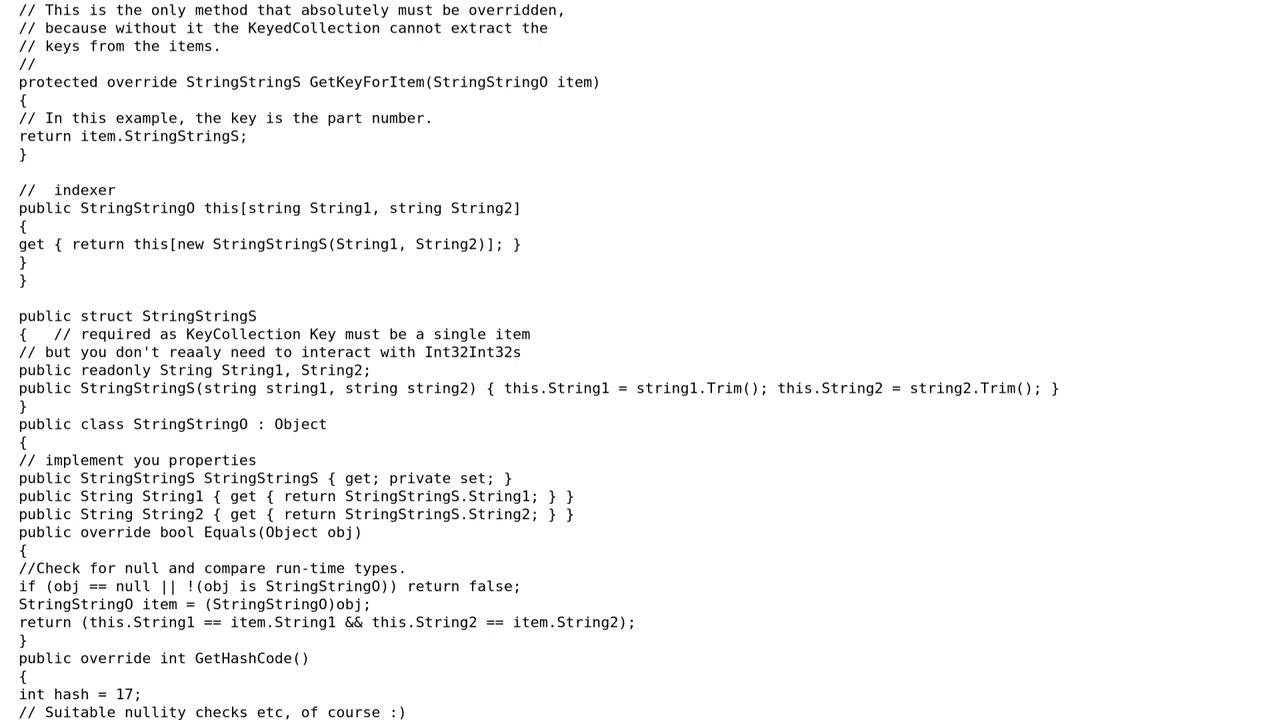 // This is the only method that absolutely must be overridden,
// because without it the KeyedCollection cannot extract the
// keys from the items.
//
protected override StringStringS GetKeyForItem(StringStringO item)
{
// In this example, the key is the part number.
return item.StringStringS;
}

//  indexer
public StringStringO this[string String1, string String2]
{
get { return this[new StringStringS(String1, String2)]; }
}
}

public struct StringStringS
{   // required as KeyCollection Key must be a single item
// but you don't reaaly need to interact with Int32Int32s
public readonly String String1, String2;
public StringStringS(string string1, string string2) { this.String1 = string1.Trim(); this.String2 = string2.Trim(); }
}
public class StringStringO : Object
{
// implement you properties
public StringStringS StringStringS { get; private set; }
public String String1 { get { return StringStringS.String1; } }
public String String2 { get { return StringStringS.String2; } }
public override bool Equals(Object obj)
{
//Check for null and compare run-time types.
if (obj == null || !(obj is StringStringO)) return false;
StringStringO item = (StringStringO)obj;
return (this.String1 == item.String1 && this.String2 == item.String2);
}
public override int GetHashCode()
{
int hash = 17;
// Suitable nullity checks etc, of course :)